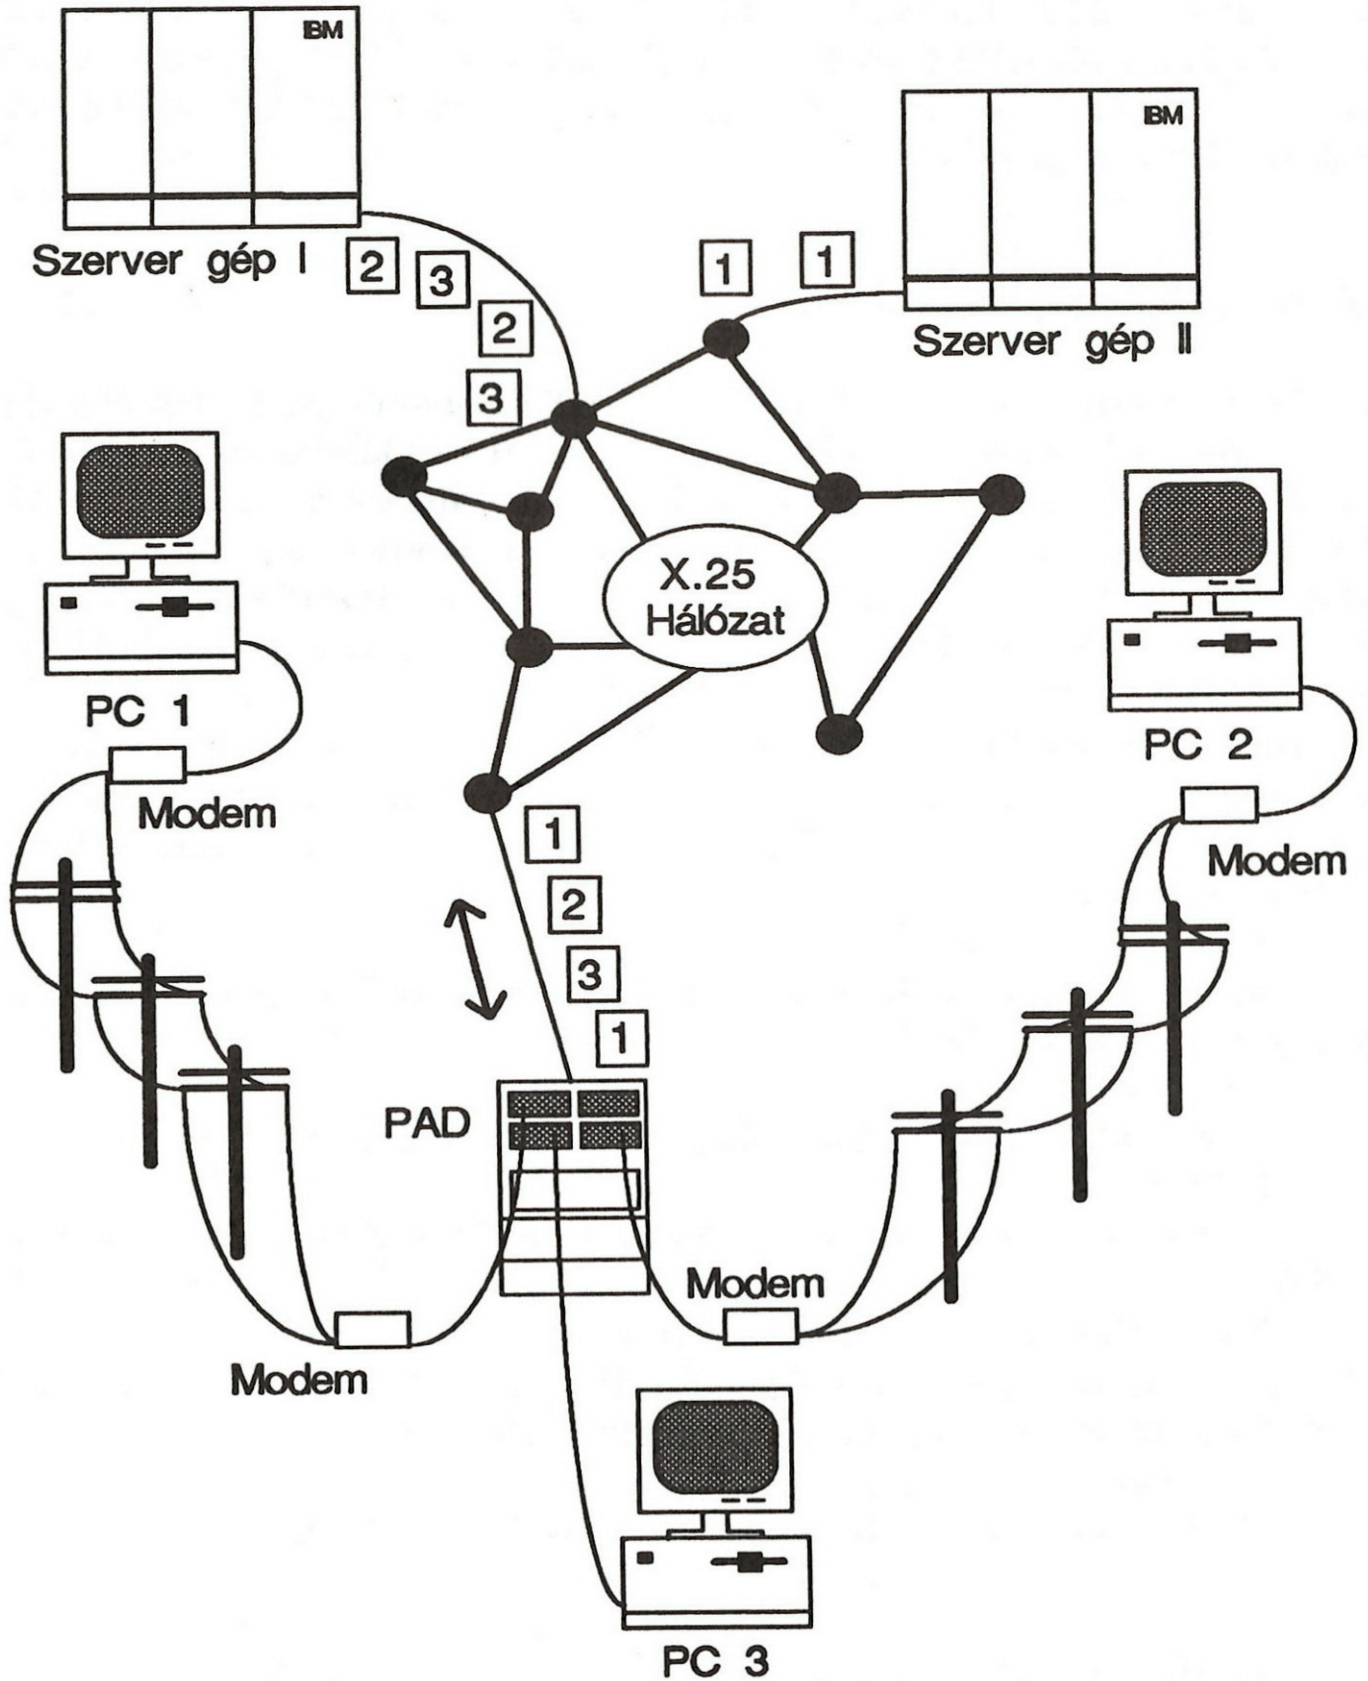 IBM
IBM
Szerver gép I
2
3
2
3
1
1
Szerver gép II
X.25
Hálózat
PC 1
Modem
PC 2
Modem
1
2
3
1
PAD
Modem
Modem
PC 3